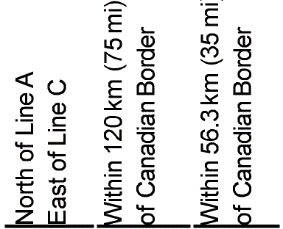 North of Line A
East of Line C
Within 120 km (75 mi)
of Canadian Border
Within 56.3 km (35 mi)
of Canadian Border